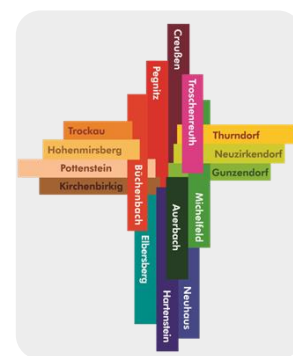 Creußen
Pegnitz
Troschenreuth
Trockau
Thurndorf
Hohenmirsberg
Neuzirkendorf
Pottenstein
Gunzendorf
Kirchenbirkig
Büchenbach
Auerbach
Michelfeld
Elbersberg
Hartenstein
Neuhaus